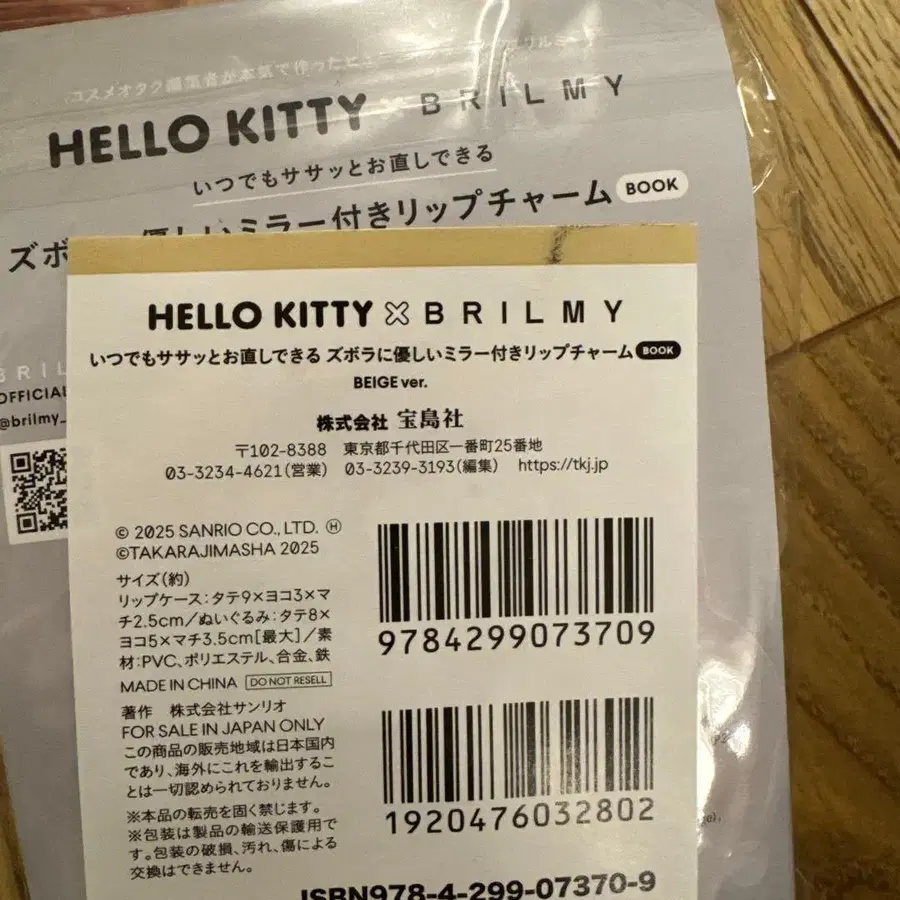 コスメオタク編集者が本気で作った
HELLO KITTY × BRILMY
いつでもササッとお直しできる
ズボ 優しいミラー付きリップチャーム BOOK
BRIL
OFFICIAL
@brilmy_
HELLO KITTY × BRILMY
いつでもササッとお直しできる ズボラに優しいミラー付きリップチャーム BOOK
BEIGE ver.
株式会社 宝島社
〒102-8388 東京都千代田区一番町25番地
03-3234-4621(営業) 03-3239-3193(編集) https://tkj.jp
© 2025 SANRIO CO., LTD. Ⓗ
©TAKARAJIMASHA 2025
サイズ(約)
リップケース:タテ9×ヨコ3×マ
チ2.5cm/ぬいぐるみ:タテ8×
ヨコ5×マチ3.5cm[最大]/素
材:PVC、ポリエステル、合金、鉄
MADE IN CHINA DO NOT RESELL
著作 株式会社サンリオ
FOR SALE IN JAPAN ONLY
この商品の販売地域は日本国内
であり、海外にこれを輸出するこ
とは一切認められておりません。
※本品の転売を固く禁じます。
※包装は製品の輸送保護用で
す。包装の破損、汚れ、傷による
交換はできません。
9784299073709
1920476032802
ISBN978-4-299-07370-9